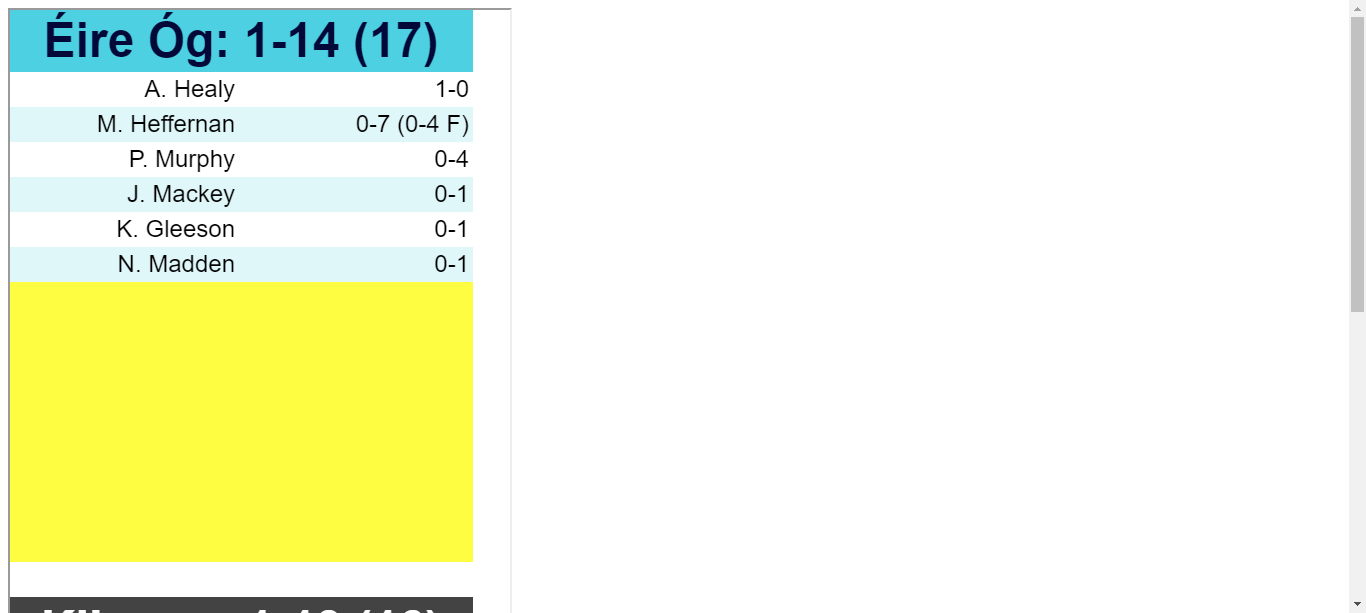 Éire Óg: 1-14 (17)
A. Healy 1-0
M. Heffernan 0-7 (0-4 F)
P. Murphy 0-4
J. Mackey 0-1
K. Gleeson 0-1
N. Madden 0-1